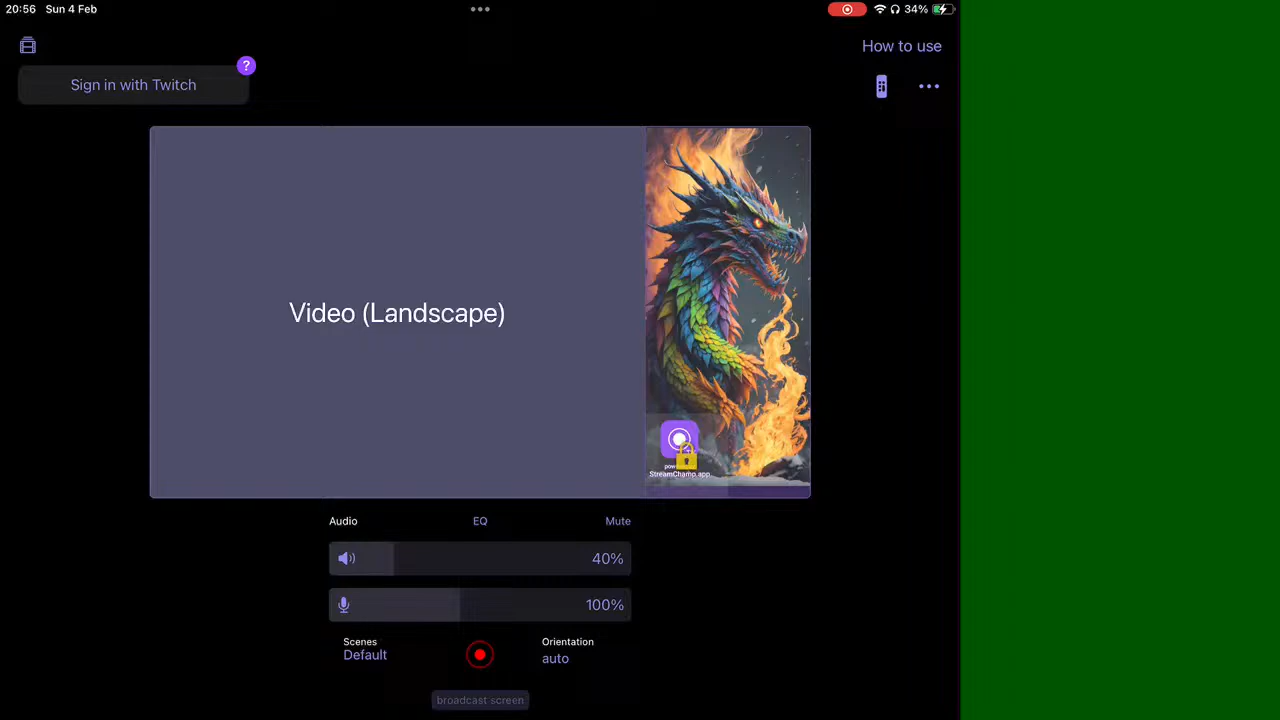 20:56 Sun 4 Feb
34%
How to use
Sign in with Twitch
?
Video (Landscape)
StreamChamp.app
Audio EQ Mute
40%
100%
Scenes
Default
Orientation
auto
broadcast screen